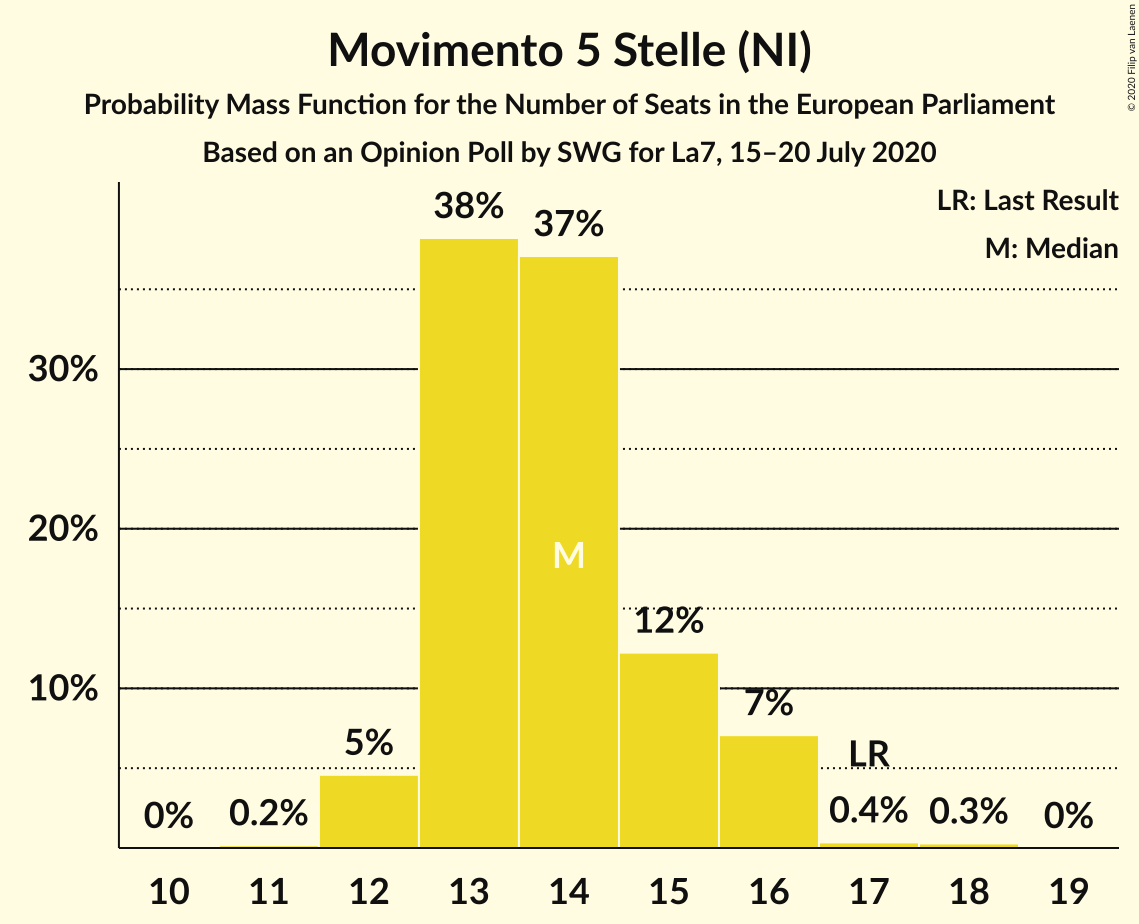 Movimento 5 Stelle (NI)
Probability Mass Function for the Number of Seats in the European Parliament
Based on an Opinion Poll by SWG for La7, 15–20 July 2020
© 2020 Filip van Laenen
LR: Last Result
M: Median
38%
37%
30%
20%
10%
M
12%
7%
5%
LR
0%
0.2%
0.4%
0.3%
0%
10 11 12 13 14 15 16 17 18 19